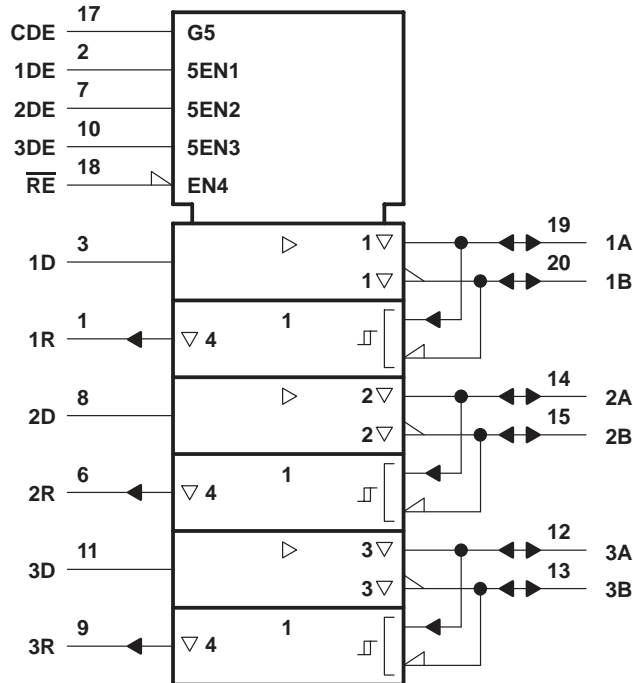 CDE 17 G5
1DE 2 5EN1
2DE 7 5EN2
3DE 10 5EN3
RE 18 EN4
1D 3 1 19 1A
1 20 1B
1R 1 4 1
2D 8 2 14 2A
2 15 2B
2R 6 4 1
3D 11 3 12 3A
3 13 3B
3R 9 4 1